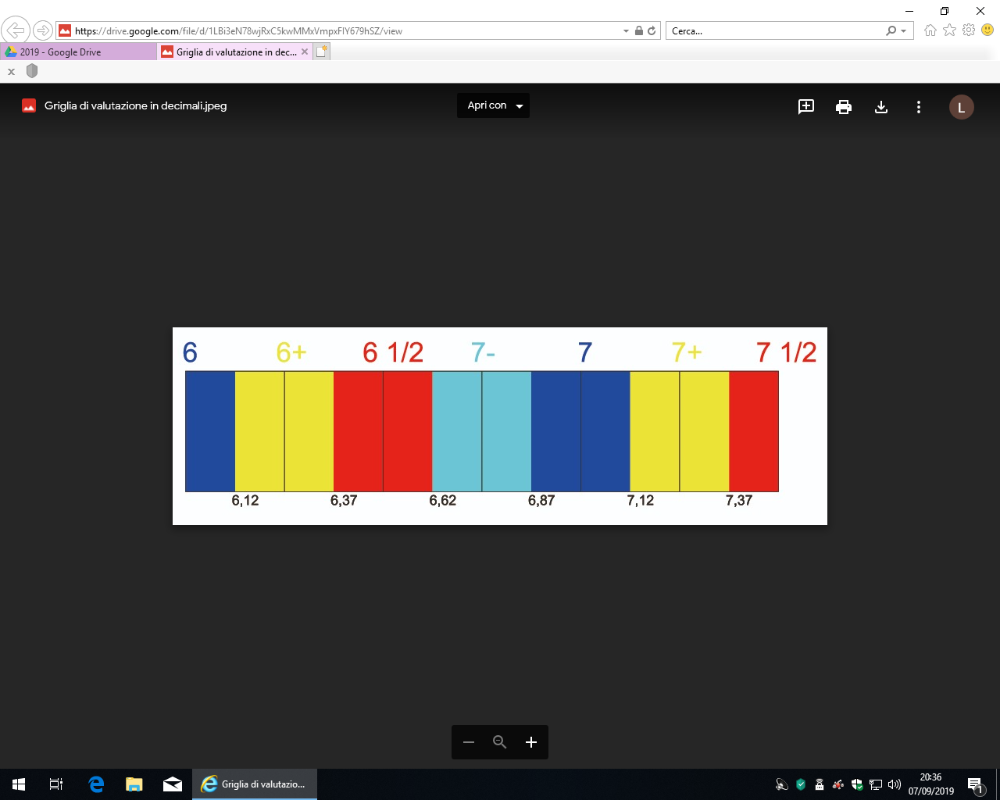 https://drive.google.com/file/d/1LBi3eN78wjRxC5kwMMxVmpxFlY679hSZ/view
Cerca...
2019 - Google Drive
Griglia di valutazione in dec...
x
Griglia di valutazione in decimali.jpeg
Apri con
L
6 6+ 6 1/2 7- 7 7+ 7 1/2
6,12 6,37 6,62 6,87 7,12 7,37
Griglia di valutazio...
20:36
07/09/2019
1